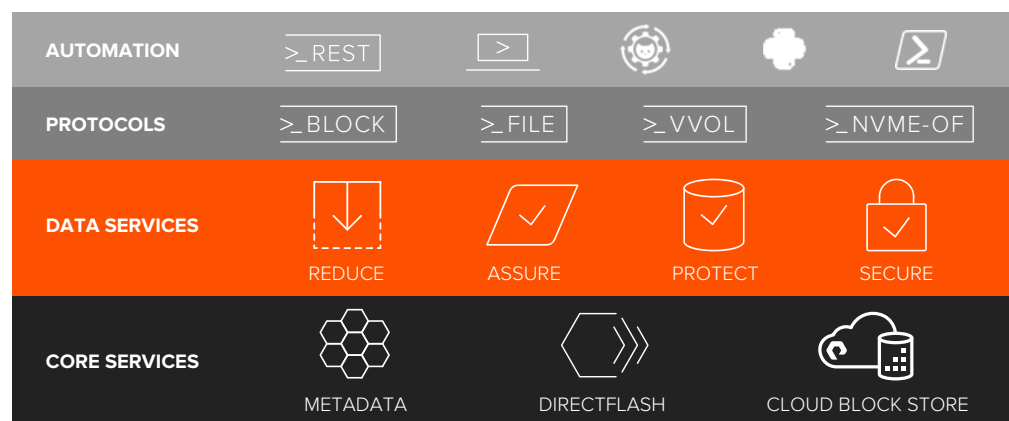 AUTOMATION >_REST >
PROTOCOLS >_BLOCK >_FILE >_VVOL >_NVME-OF
DATA SERVICES
REDUCE ASSURE PROTECT SECURE
CORE SERVICES
METADATA DIRECTFLASH CLOUD BLOCK STORE